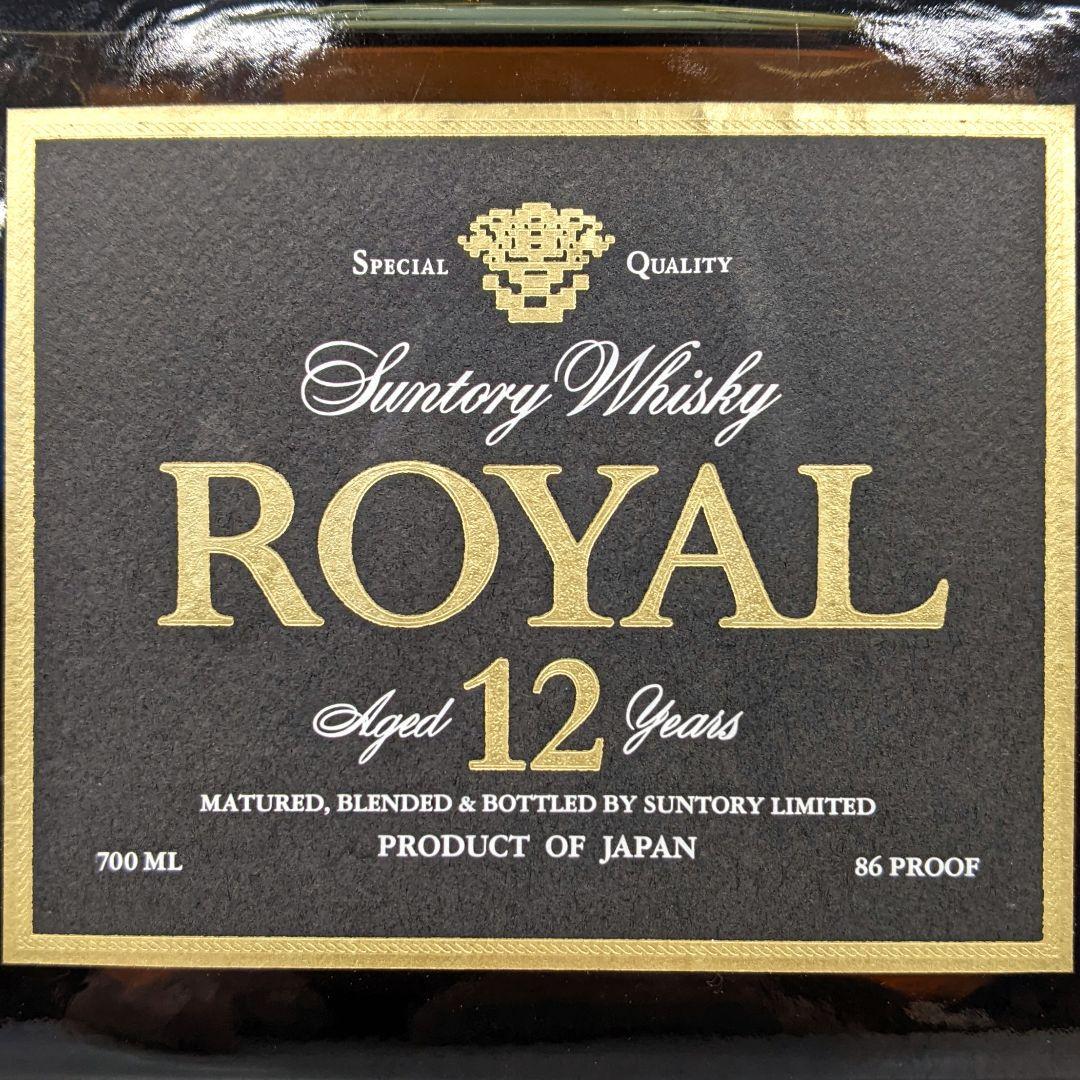 SPECIAL QUALITY
Suntory Whisky
ROYAL
Aged 12 Years
MATURED, BLENDED & BOTTLED BY SUNTORY LIMITED
PRODUCT OF JAPAN
700 ML
86 PROOF